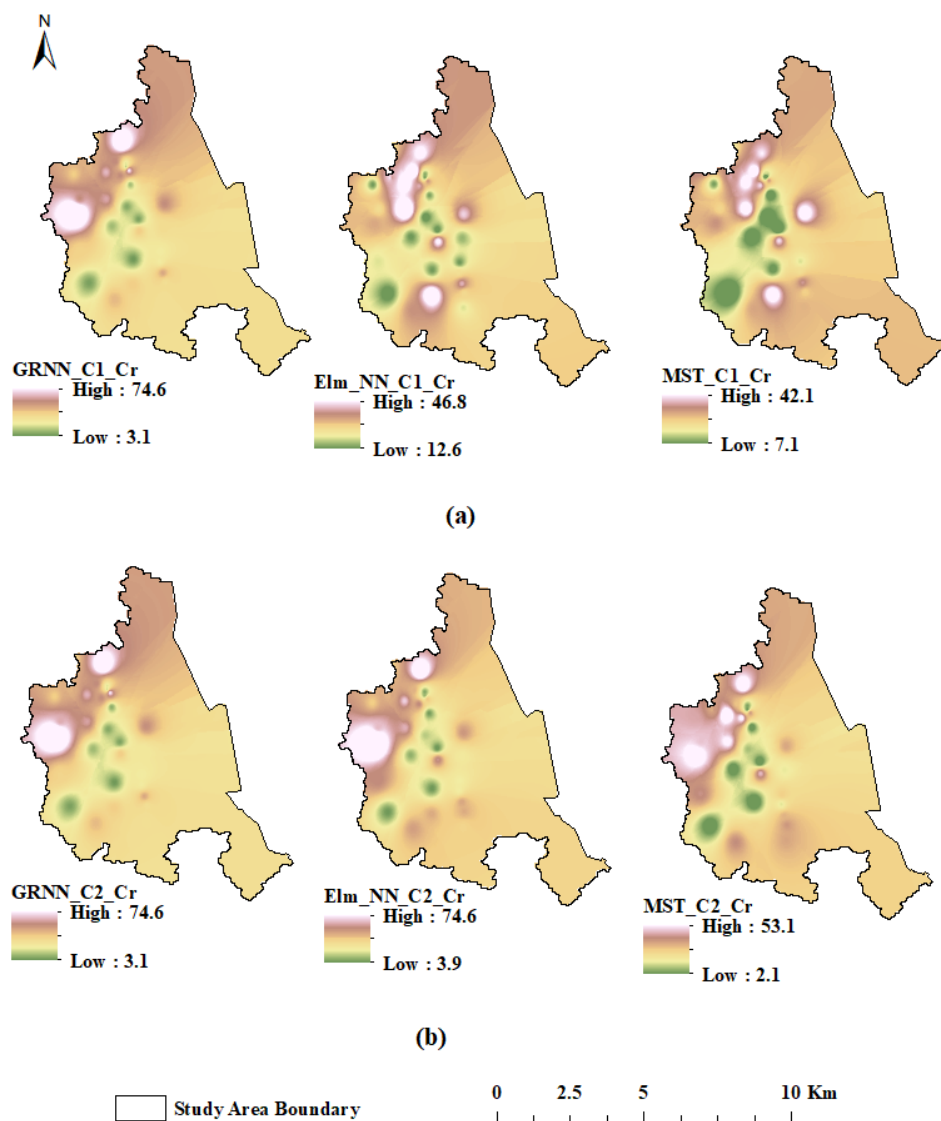 N
GRNN_C1_Cr
High : 74.6
Low : 3.1
Elm_NN_C1_Cr
High : 46.8
Low : 12.6
MST_C1_Cr
High : 42.1
Low : 7.1
(a)
GRNN_C2_Cr
High : 74.6
Low : 3.1
Elm_NN_C2_Cr
High : 74.6
Low : 3.9
MST_C2_Cr
High : 53.1
Low : 2.1
(b)
Study Area Boundary
0 2.5 5 10 Km